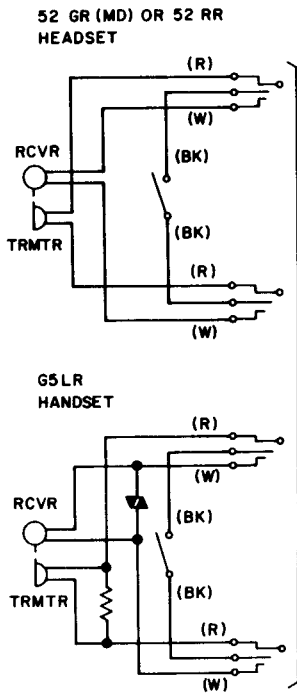 52 GR (MD) OR 52 RR
HEADSET
(R)
(W)
RCVR
(BK)
(BK)
TRMTR
(R)
(W)
G5LR
HANDSET
(R)
(W)
RCVR
(BK)
(BK)
TRMTR
(R)
(W)